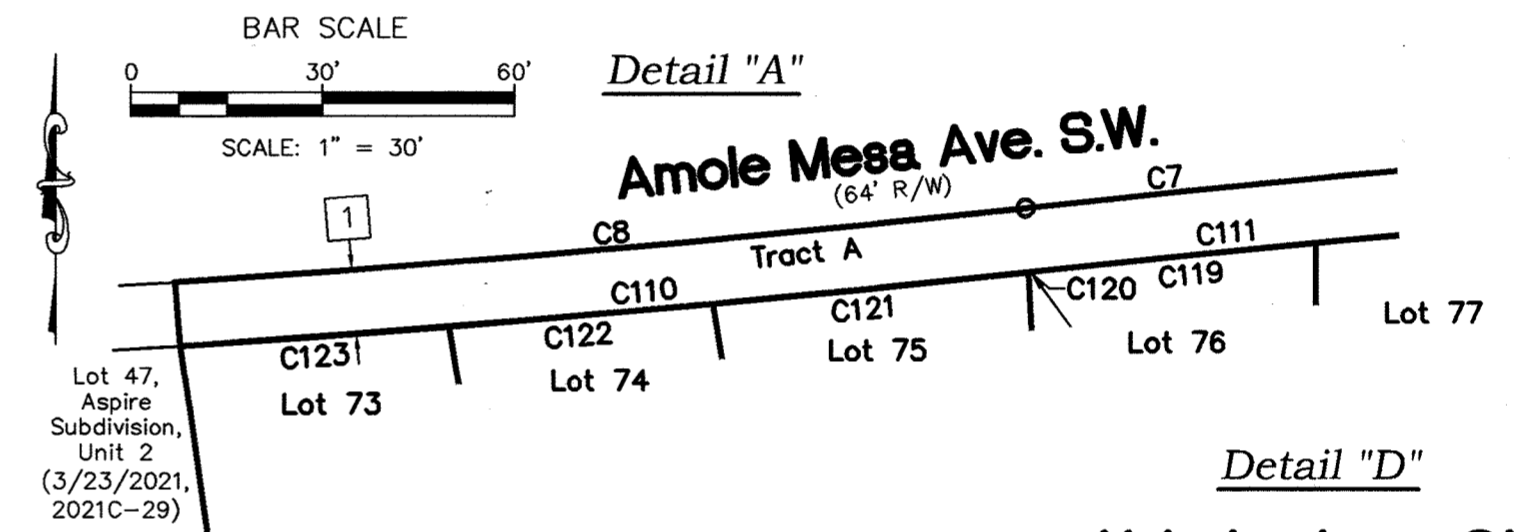 BAR SCALE
0 30' 60'
SCALE: 1" = 30'
Detail "A"
Amole Mesa Ave. S.W.
(64' R/W)
C7
1
C8
Tract A
C111
C110
C120
C119
C121
C122
C123
Lot 77
Lot 76
Lot 75
Lot 74
Lot 73
Lot 47,
Aspire
Subdivision,
Unit 2
(3/23/2021,
2021C-29)
Detail "D"